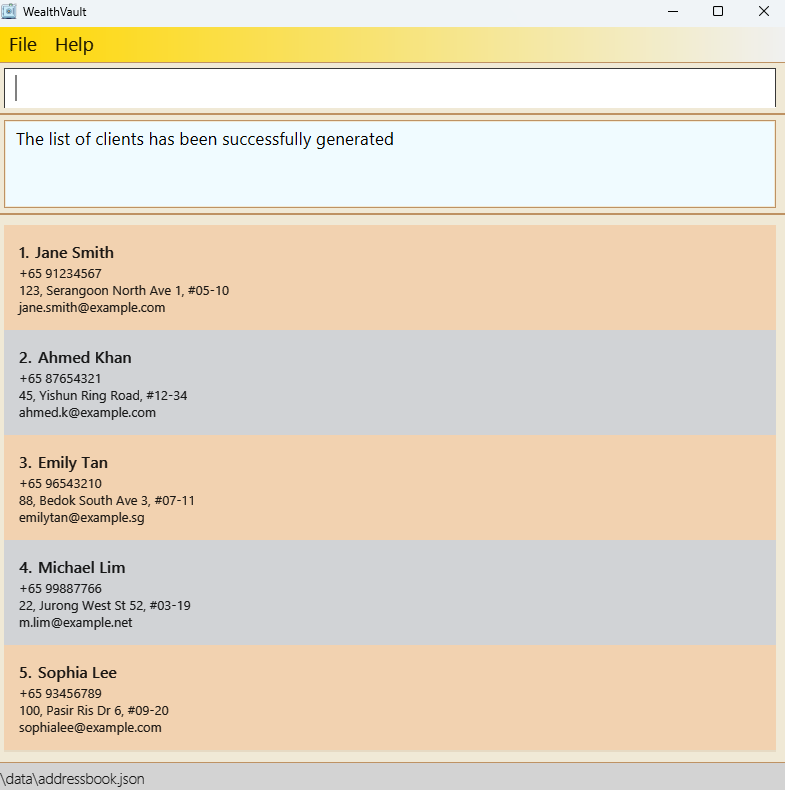 WealthVault
File Help
The list of clients has been successfully generated
1. Jane Smith
+65 91234567
123, Serangoon North Ave 1, #05-10
jane.smith@example.com
2. Ahmed Khan
+65 87654321
45, Yishun Ring Road, #12-34
ahmed.k@example.com
3. Emily Tan
+65 96543210
88, Bedok South Ave 3, #07-11
emilytan@example.sg
4. Michael Lim
+65 99887766
22, Jurong West St 52, #03-19
m.lim@example.net
5. Sophia Lee
+65 93456789
100, Pasir Ris Dr 6, #09-20
sophialee@example.com
\data\addressbook.json